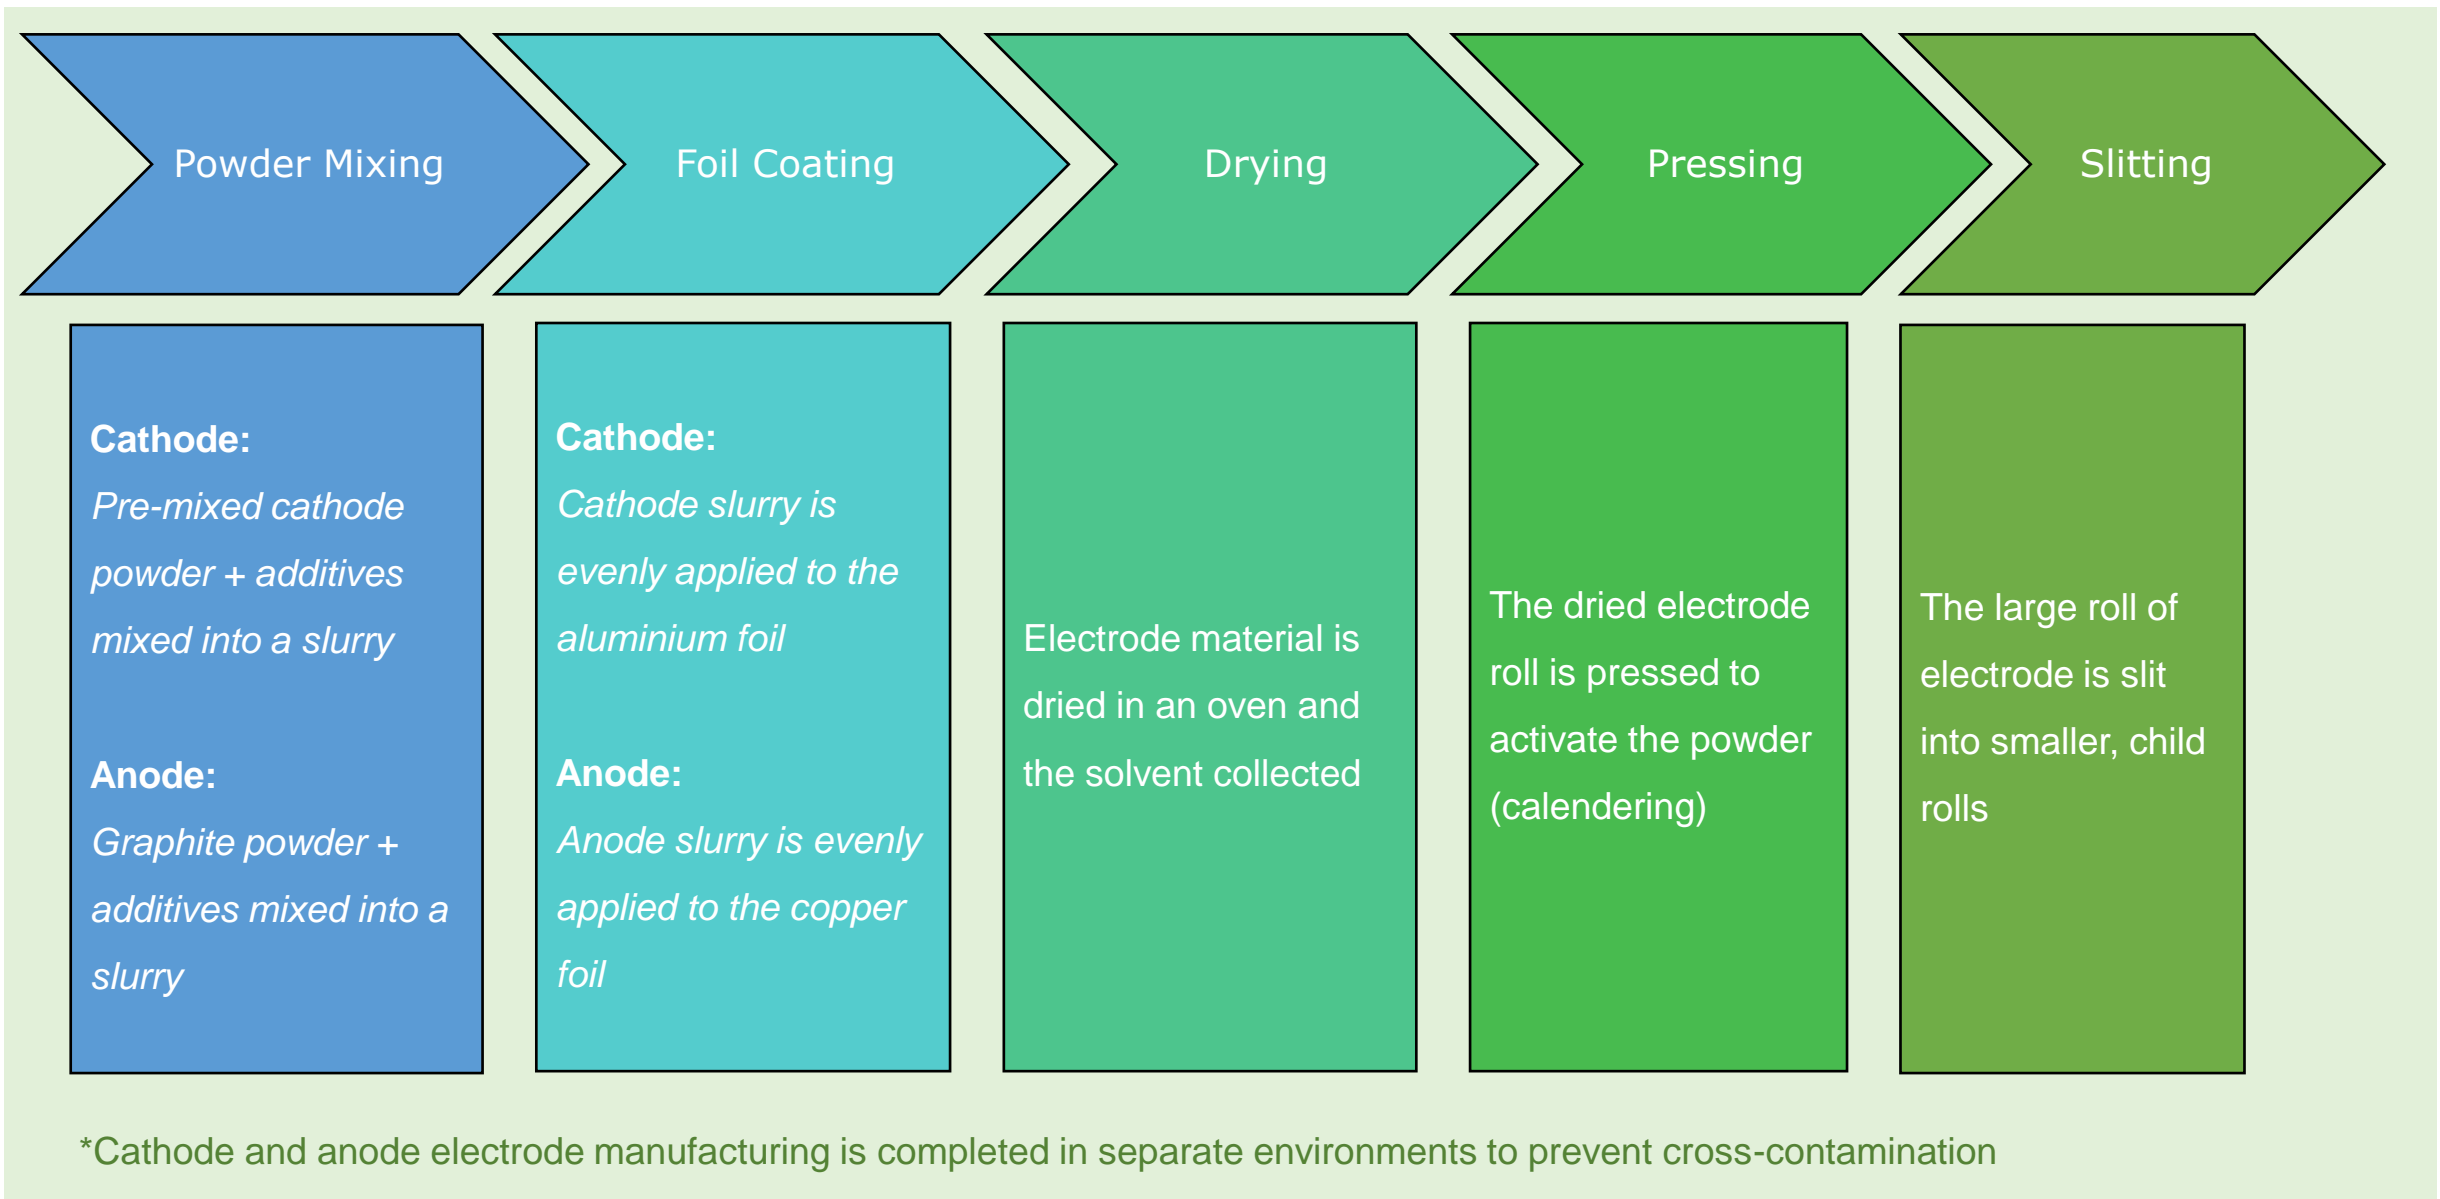 Powder Mixing
Foil Coating
Drying
Pressing
Slitting
Cathode:
Pre-mixed cathode
powder + additives
mixed into a slurry
Anode:
Graphite powder +
additives mixed into a
slurry
Cathode:
Cathode slurry is
evenly applied to the
aluminium foil
Anode:
Anode slurry is evenly
applied to the copper
foil
Electrode material is
dried in an oven and
the solvent collected
The dried electrode
roll is pressed to
activate the powder
(calendering)
The large roll of
electrode is slit
into smaller, child
rolls
*Cathode and anode electrode manufacturing is completed in separate environments to prevent cross-contamination